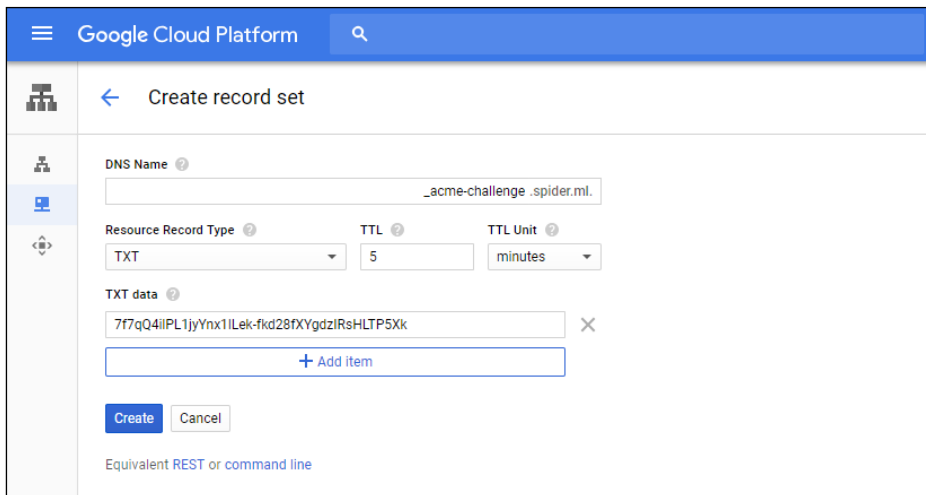 Google Cloud Platform
Create record set
DNS Name
_acme-challenge .spider.ml.
Resource Record Type TTL TTL Unit
TXT 5 minutes
TXT data
7f7qQ4iIPL1jyYnx1ILek-fkd28fXYgdzIRsHLTP5Xk
+ Add item
Create Cancel
Equivalent REST or command line